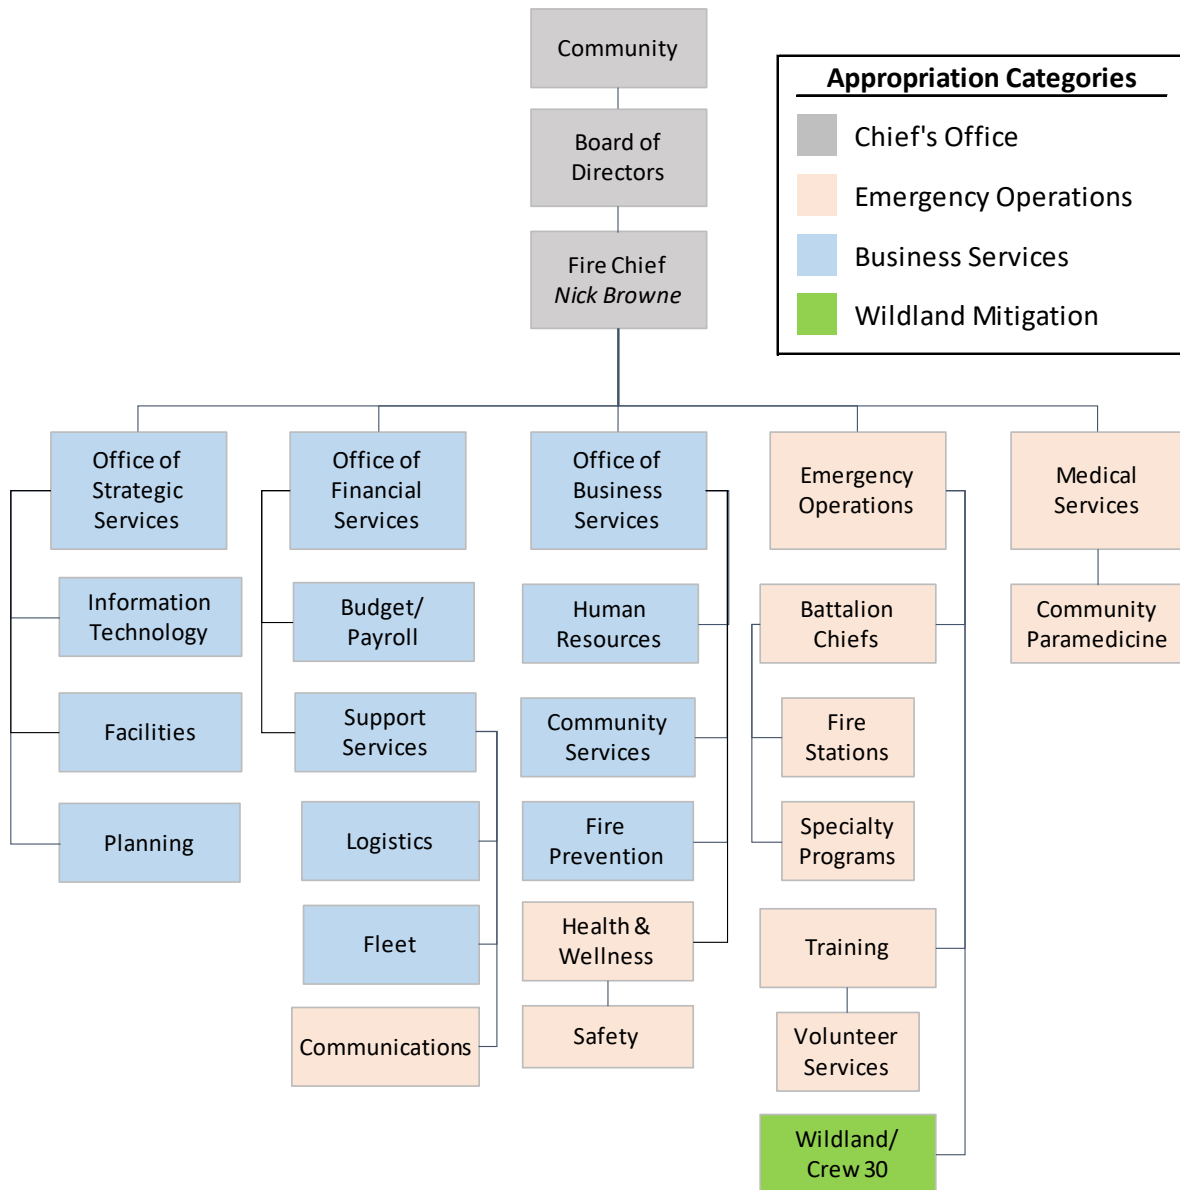 Community
Board of
Directors
Fire Chief
Nick Browne
Appropriation Categories
Chief's Office
Emergency Operations
Business Services
Wildland Mitigation
Office of
Strategic
Services
Information
Technology
Facilities
Planning
Office of
Financial
Services
Budget/
Payroll
Support
Services
Logistics
Fleet
Communications
Office of
Business
Services
Human
Resources
Community
Services
Fire
Prevention
Health &
Wellness
Safety
Emergency
Operations
Battalion
Chiefs
Fire
Stations
Specialty
Programs
Training
Volunteer
Services
Wildland/
Crew 30
Medical
Services
Community
Paramedicine